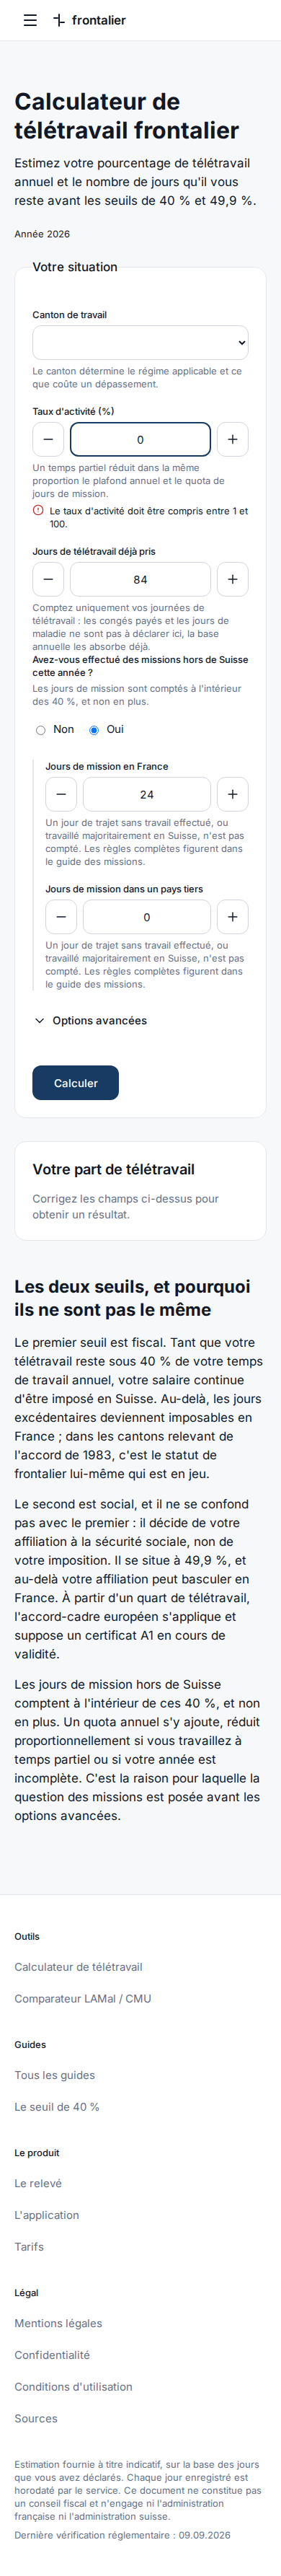 frontalier
Calculateur de
télétravail frontalier
Estimez votre pourcentage de télétravail
annuel et le nombre de jours qu'il vous
reste avant les seuils de 40 % et 49,9 %.
Année 2026
Votre situation
Canton de travail
Le canton détermine le régime applicable et ce
que coûte un dépassement.
Taux d'activité (%)
0
Un temps partiel réduit dans la même
proportion le plafond annuel et le quota de
jours de mission.
Le taux d'activité doit être compris entre 1 et
100.
Jours de télétravail déjà pris
84
Comptez uniquement vos journées de
télétravail : les congés payés et les jours de
maladie ne sont pas à déclarer ici, la base
annuelle les absorbe déjà.
Avez-vous effectué des missions hors de Suisse
cette année ?
Les jours de mission sont comptés à l'intérieur
des 40 %, et non en plus.
Non Oui
Jours de mission en France
24
Un jour de trajet sans travail effectué, ou
travaillé majoritairement en Suisse, n'est pas
compté. Les règles complètes figurent dans
le guide des missions.
Jours de mission dans un pays tiers
0
Un jour de trajet sans travail effectué, ou
travaillé majoritairement en Suisse, n'est pas
compté. Les règles complètes figurent dans
le guide des missions.
Options avancées
Calculer
Votre part de télétravail
Corrigez les champs ci-dessus pour
obtenir un résultat.
Les deux seuils, et pourquoi
ils ne sont pas le même
Le premier seuil est fiscal. Tant que votre
télétravail reste sous 40 % de votre temps
de travail annuel, votre salaire continue
d'être imposé en Suisse. Au-delà, les jours
excédentaires deviennent imposables en
France ; dans les cantons relevant de
l'accord de 1983, c'est le statut de
frontalier lui-même qui est en jeu.
Le second est social, et il ne se confond
pas avec le premier : il décide de votre
affiliation à la sécurité sociale, non de
votre imposition. Il se situe à 49,9 %, et
au-delà votre affiliation peut basculer en
France. À partir d'un quart de télétravail,
l'accord-cadre européen s'applique et
suppose un certificat A1 en cours de
validité.
Les jours de mission hors de Suisse
comptent à l'intérieur de ces 40 %, et non
en plus. Un quota annuel s'y ajoute, réduit
proportionnellement si vous travaillez à
temps partiel ou si votre année est
incomplète. C'est la raison pour laquelle la
question des missions est posée avant les
options avancées.
Outils
Calculateur de télétravail
Comparateur LAMal / CMU
Guides
Tous les guides
Le seuil de 40 %
Le produit
Le relevé
L'application
Tarifs
Légal
Mentions légales
Confidentialité
Conditions d'utilisation
Sources
Estimation fournie à titre indicatif, sur la base des jours
que vous avez déclarés. Chaque jour enregistré est
horodaté par le service. Ce document ne constitue pas
un conseil fiscal et n'engage ni l'administration
française ni l'administration suisse.
Dernière vérification réglementaire : 09.09.2026